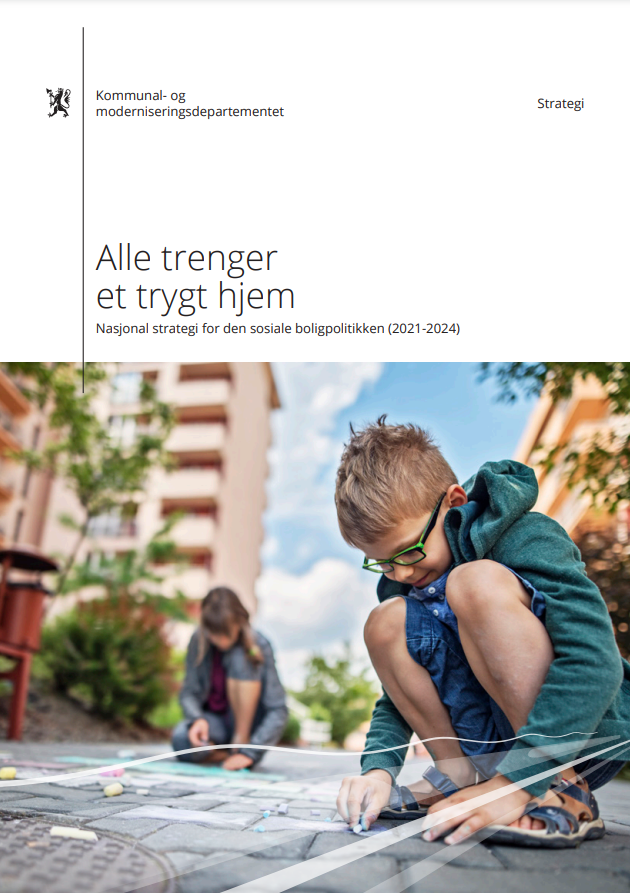 Kommunal- og
moderniseringsdepartementet
Strategi
Alle trenger
et trygt hjem
Nasjonal strategi for den sosiale boligpolitikken (2021-2024)